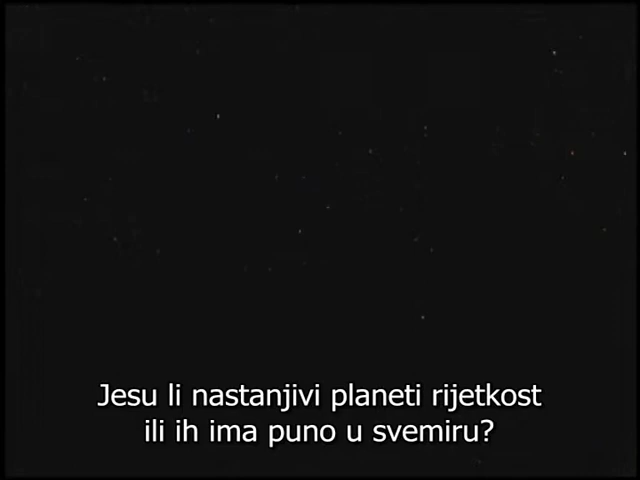 Jesu li nastanjivi planeti rijetkost
ili ih ima puno u svemiru?